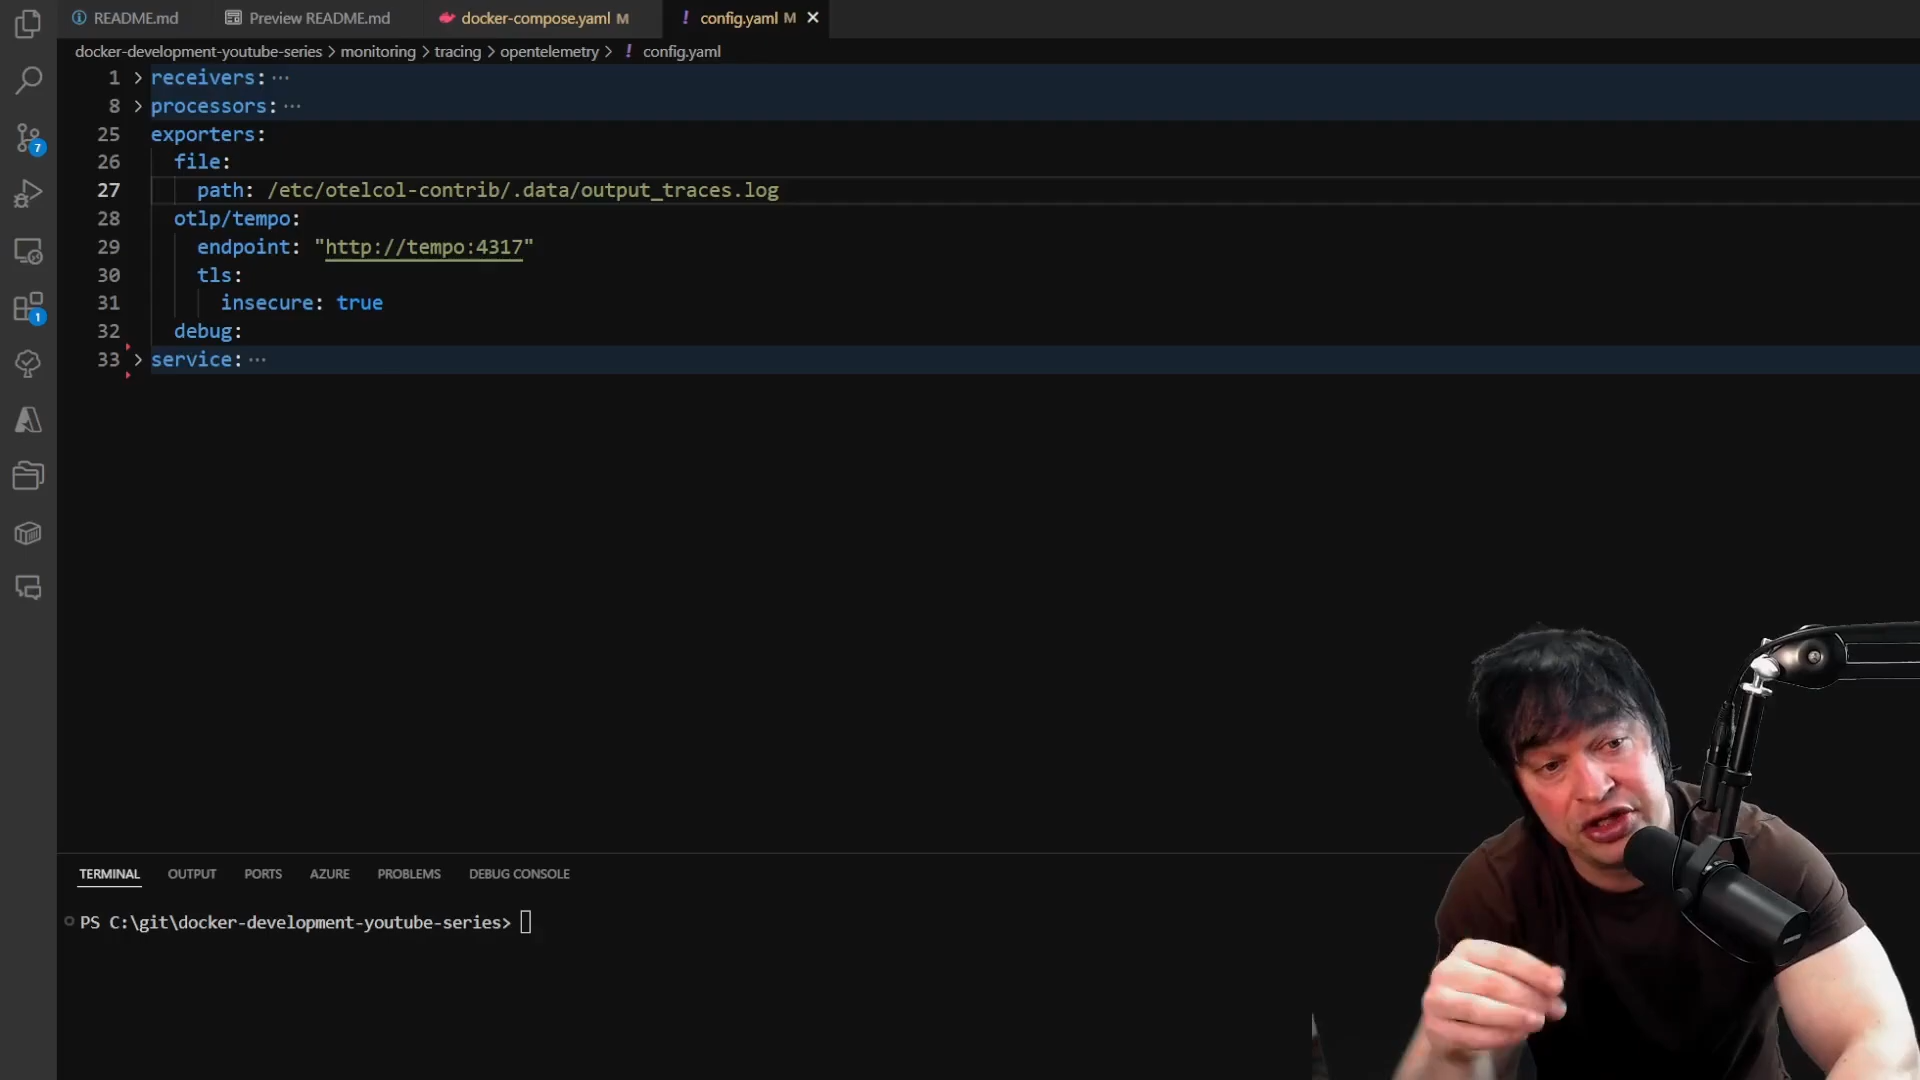 README.md
Preview README.md
docker-compose.yaml M
! config.yaml M
docker-development-youtube-series > monitoring > tracing > opentelemetry > ! config.yaml
1 receivers: ···
8 processors: ···
25 exporters:
26 file:
27 path: /etc/otelcol-contrib/.data/output_traces.log
28 otlp/tempo:
29 endpoint: "http://tempo:4317"
30 tls:
31 insecure: true
32 debug:
33 service: ···
7
1
TERMINAL OUTPUT PORTS AZURE PROBLEMS DEBUG CONSOLE
PS C:\git\docker-development-youtube-series>